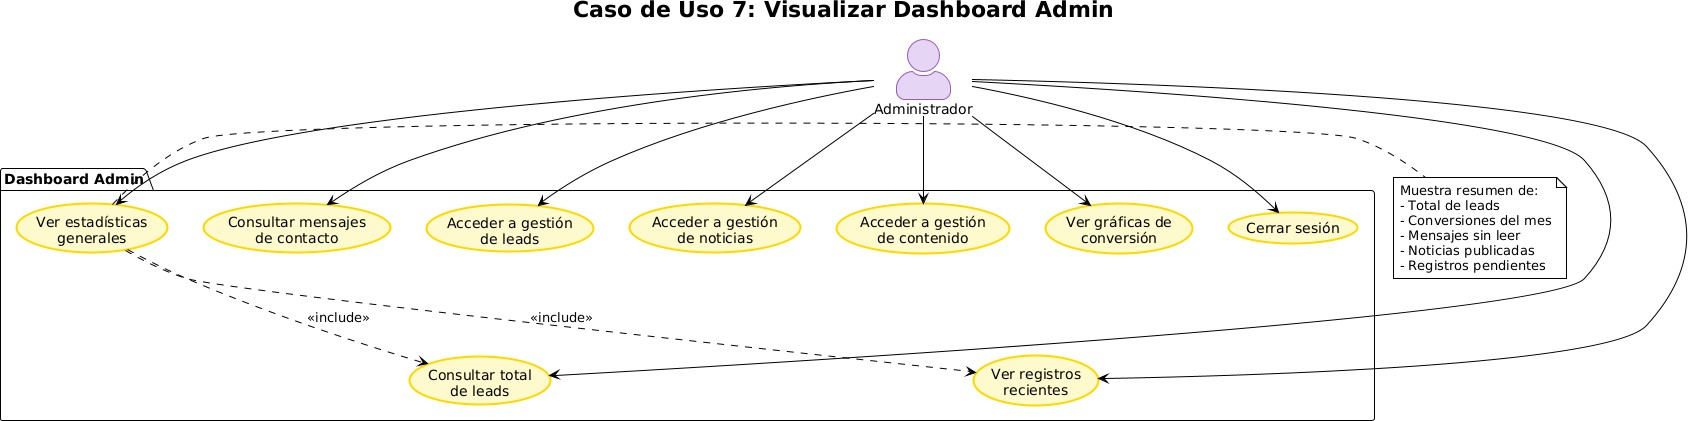 Caso de Uso 7: Visualizar Dashboard Admin
Administrador
Dashboard Admin
Ver estadísticas
generales
Consultar mensajes
de contacto
Acceder a gestión
de leads
Acceder a gestión
de noticias
Acceder a gestión
de contenido
Ver gráficas de
conversión
Cerrar sesión
Muestra resumen de:
- Total de leads
- Conversiones del mes
- Mensajes sin leer
- Noticias publicadas
- Registros pendientes
«include»
«include»
Consultar total
de leads
Ver registros
recientes